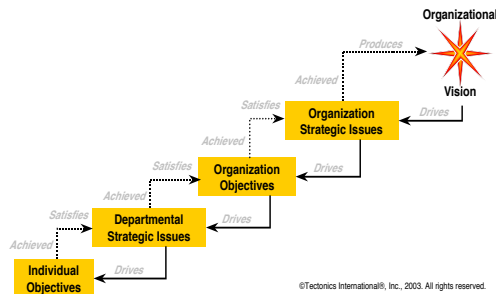 Organizational
Produces
Achieved
Vision
Satisfies
Organization
Strategic Issues
Drives
Achieved
Satisfies
Organization
Objectives
Drives
Achieved
Satisfies
Departmental
Strategic Issues
Drives
Achieved
Individual
Objectives
Drives
©Tectonics International®, Inc., 2003. All rights reserved.